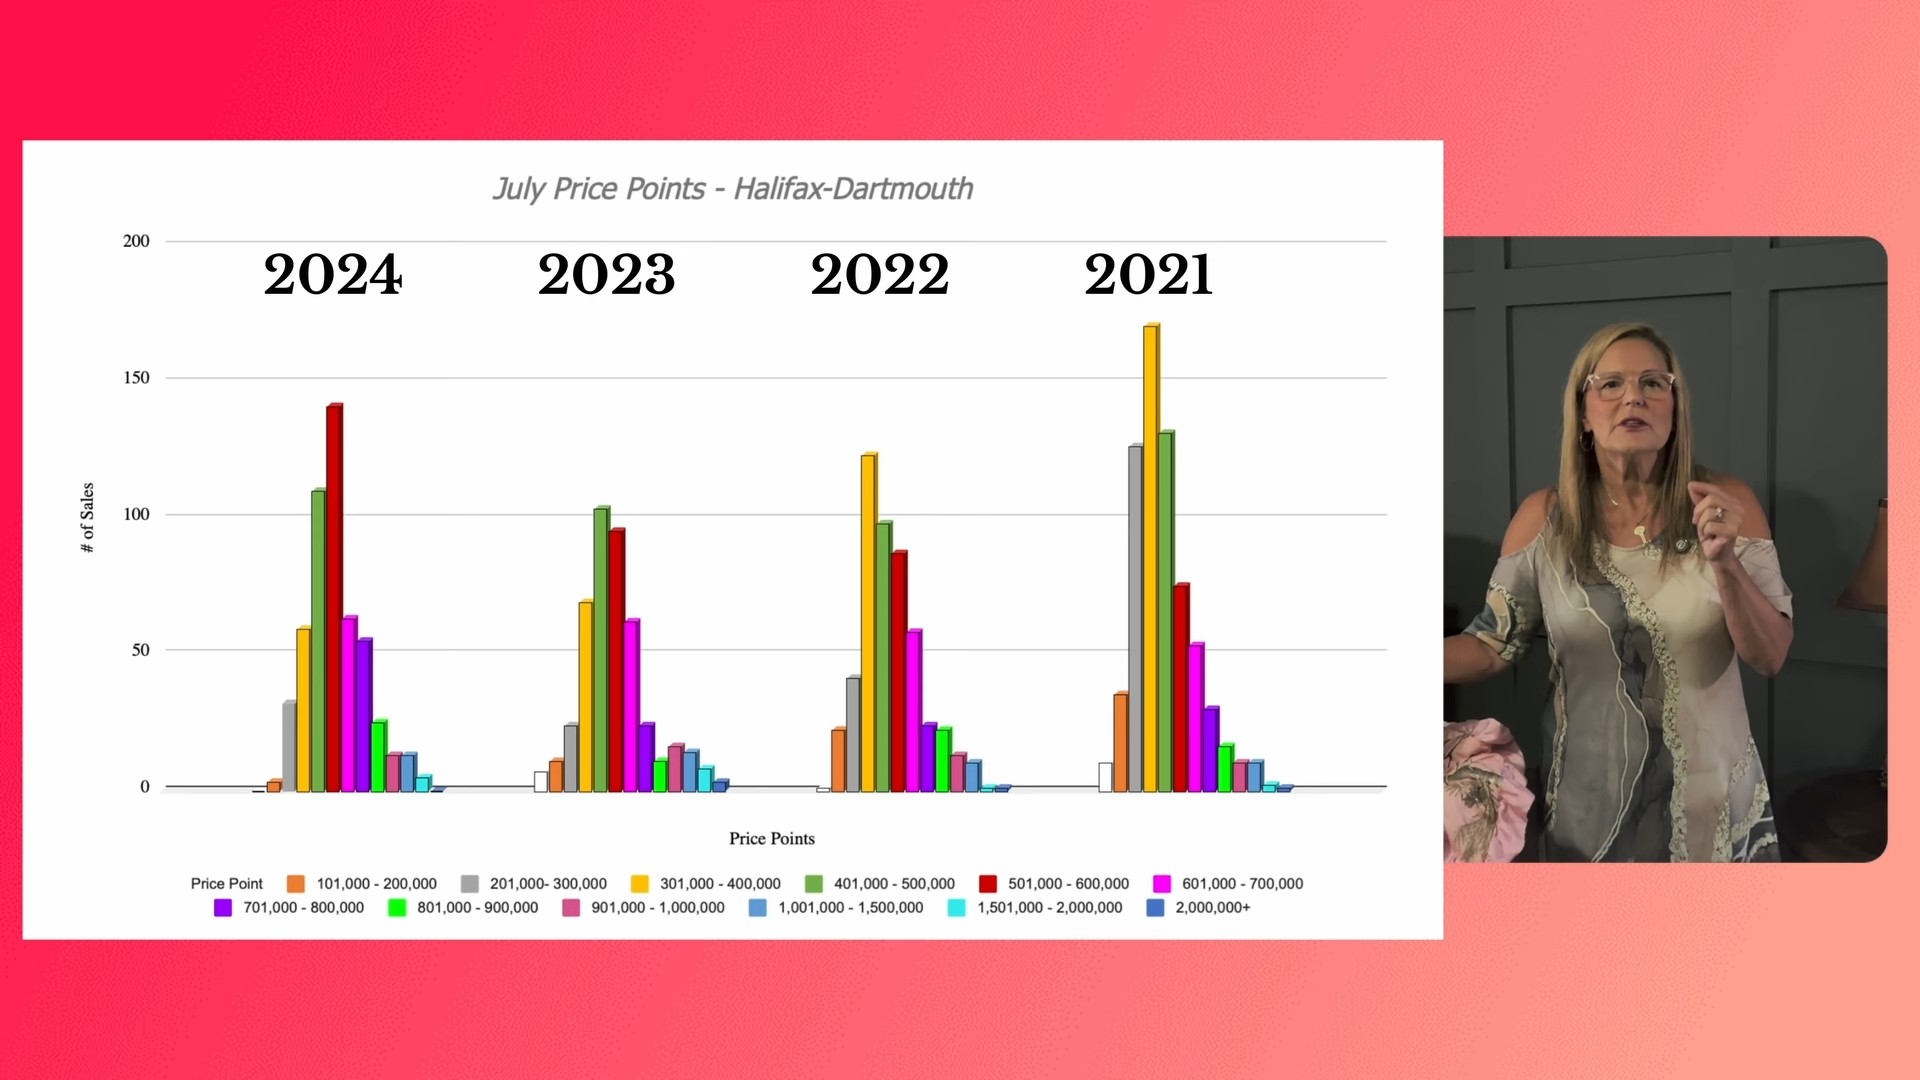 July Price Points - Halifax-Dartmouth
200
2024 2023 2022 2021
150
100
50
0
# of Sales
Price Points
Price Point 101,000 - 200,000 201,000- 300,000 301,000 - 400,000 401,000 - 500,000 501,000 - 600,000 601,000 - 700,000
701,000 - 800,000 801,000 - 900,000 901,000 - 1,000,000 1,001,000 - 1,500,000 1,501,000 - 2,000,000 2,000,000+